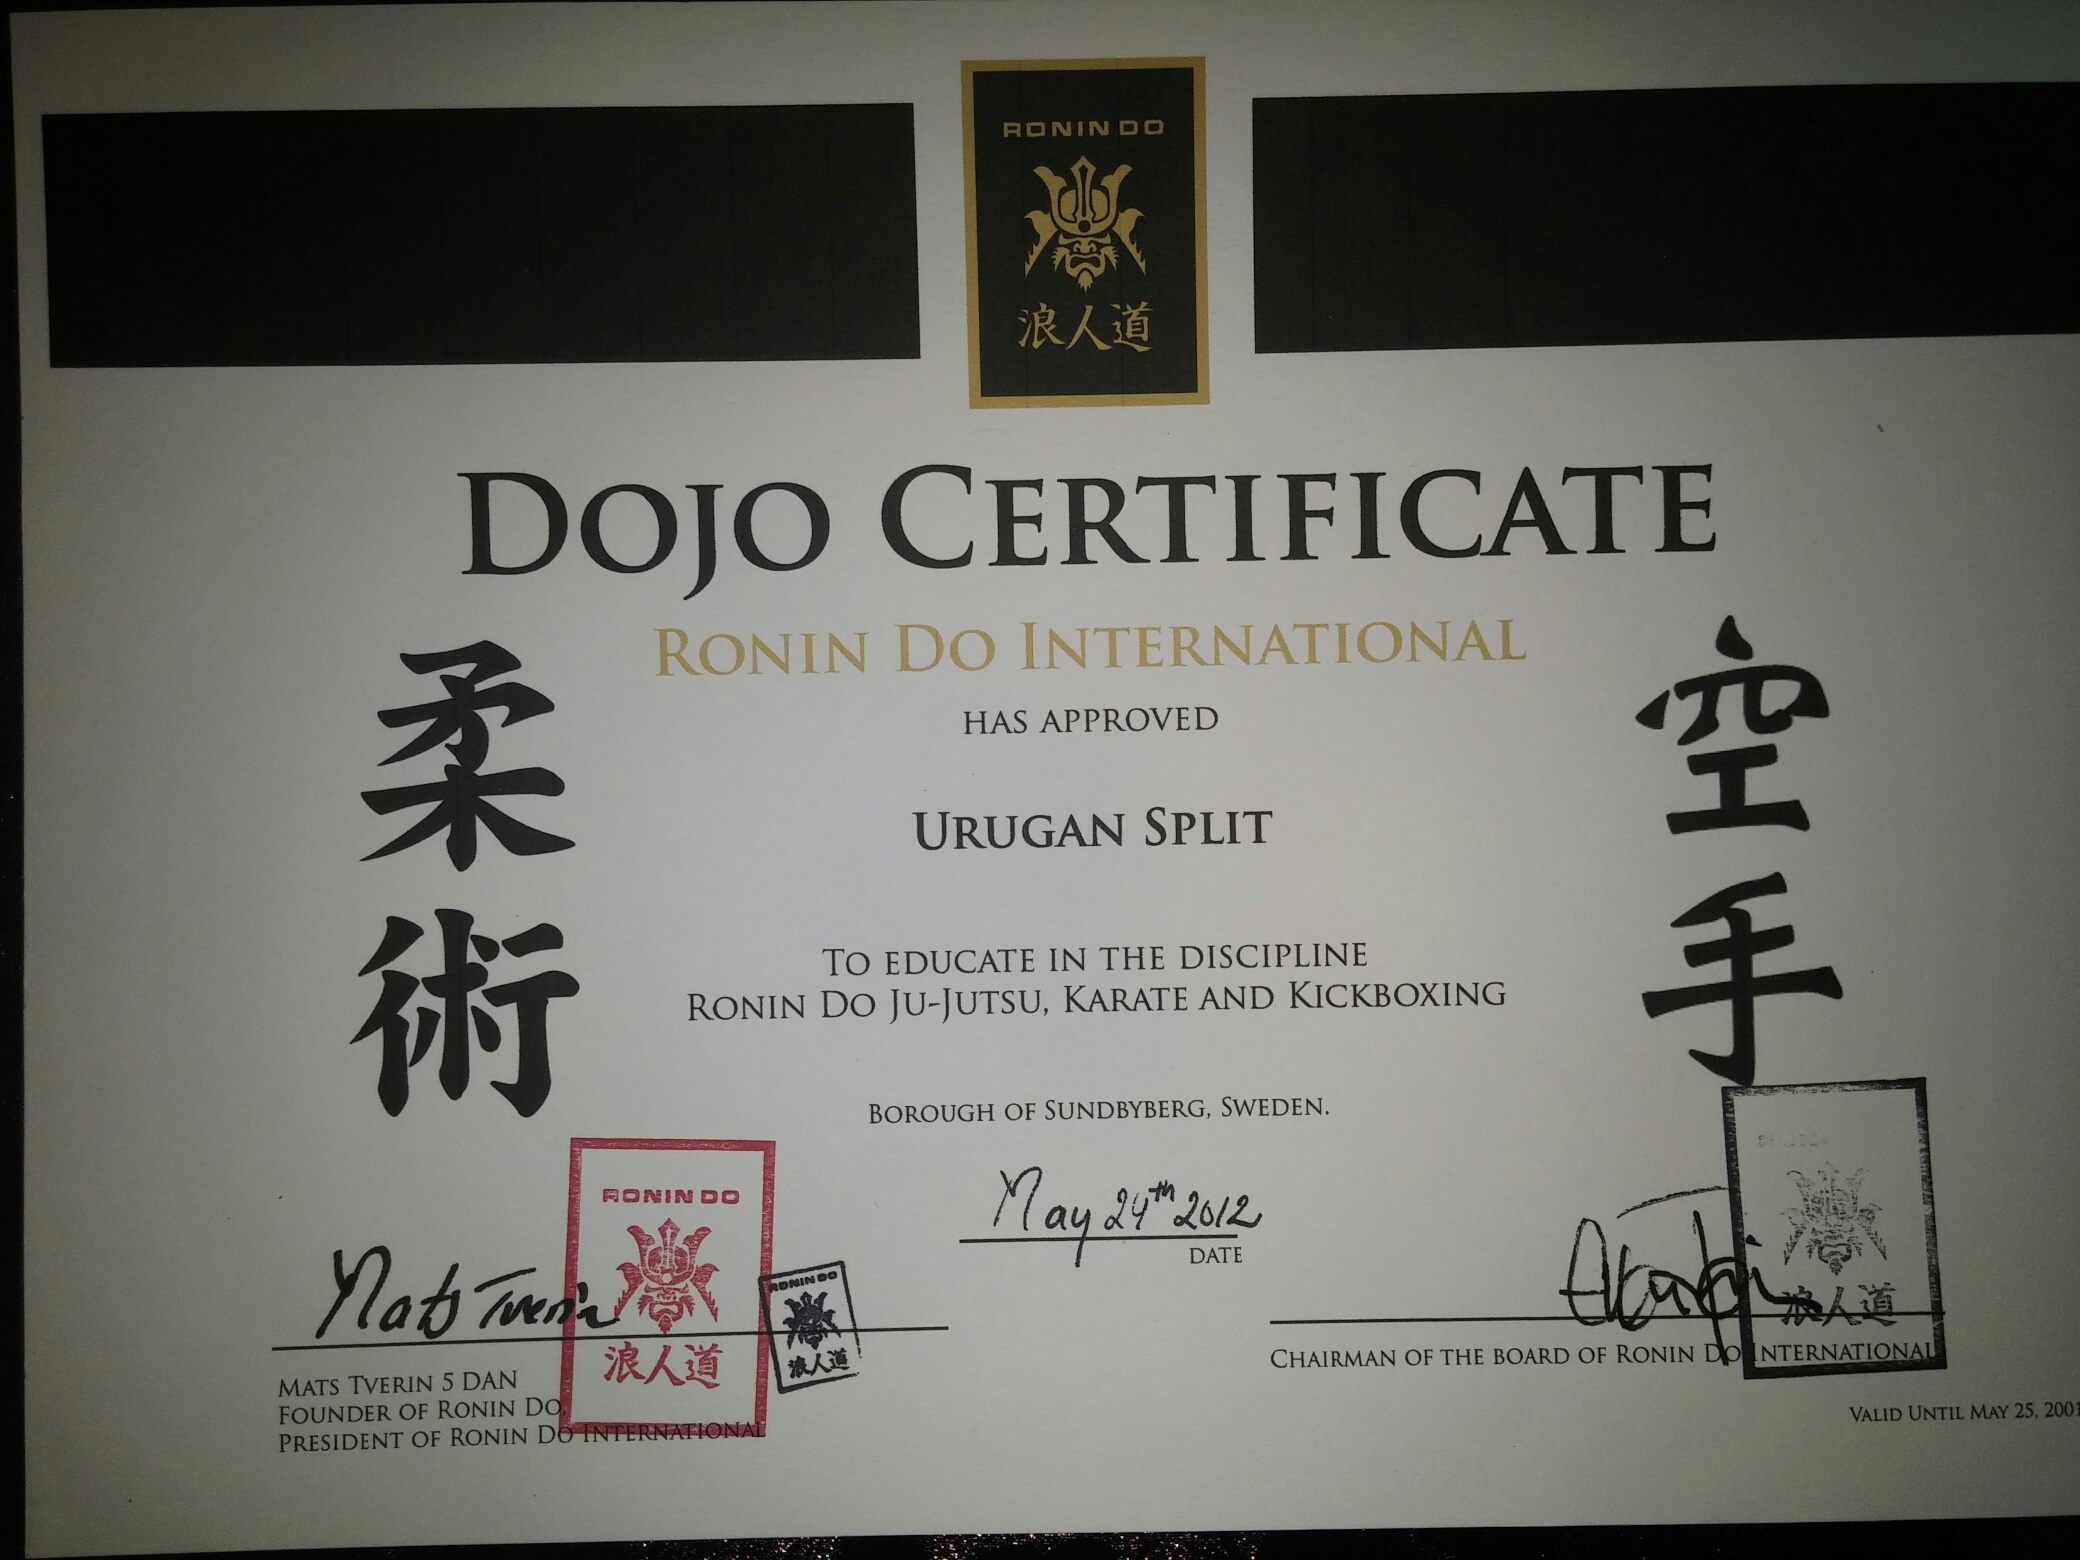 RONIN DO
浪人道
DOJO CERTIFICATE
RONIN DO INTERNATIONAL
HAS APPROVED
URUGAN SPLIT
TO EDUCATE IN THE DISCIPLINE
RONIN DO JU-JUTSU, KARATE AND KICKBOXING
BOROUGH OF SUNDBYBERG, SWEDEN.
柔術
空手
May 24th 2012
DATE
Mats Tverin
MATS TVERIN 5 DAN
FOUNDER OF RONIN DO,
PRESIDENT OF RONIN DO INTERNATIONAL
RONIN DO
浪人道
RONIN DO
浪人道
浪人道
CHAIRMAN OF THE BOARD OF RONIN DO INTERNATIONAL
VALID UNTIL MAY 25, 2001